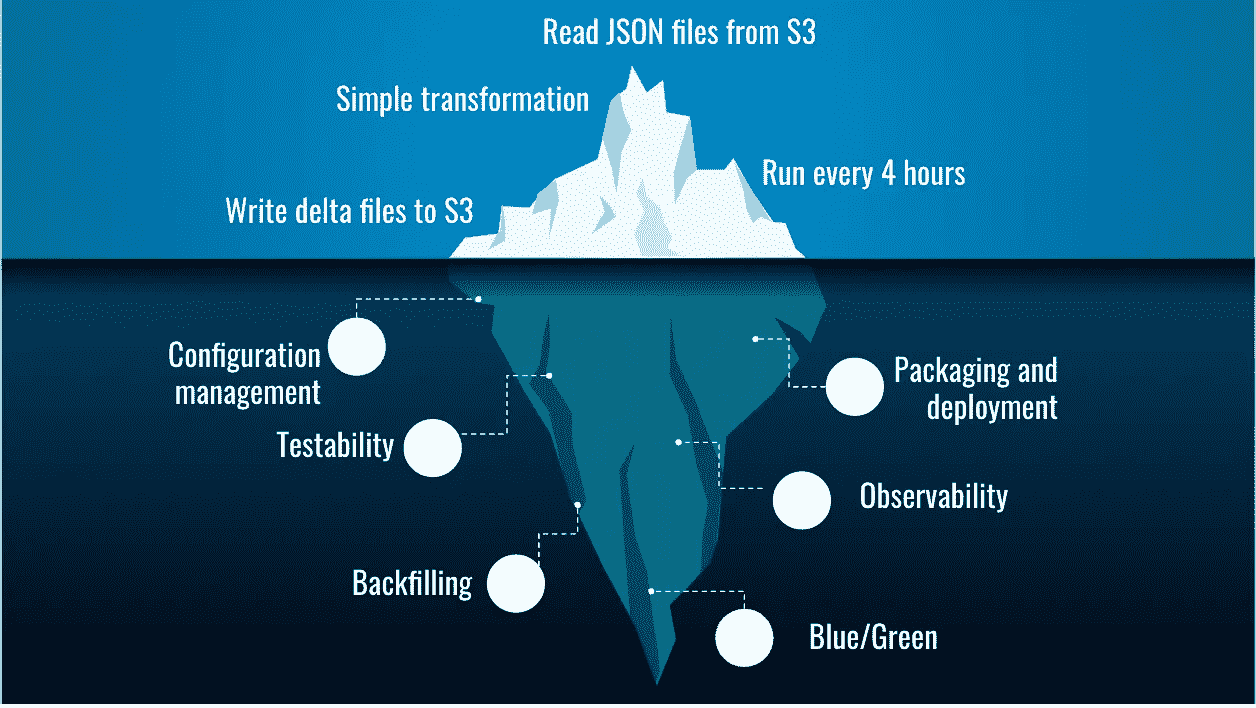 Read JSON files from S3
Simple transformation
Run every 4 hours
Write delta files to S3
Configuration
management
Packaging and
deployment
Testability
Observability
Backfilling
Blue/Green